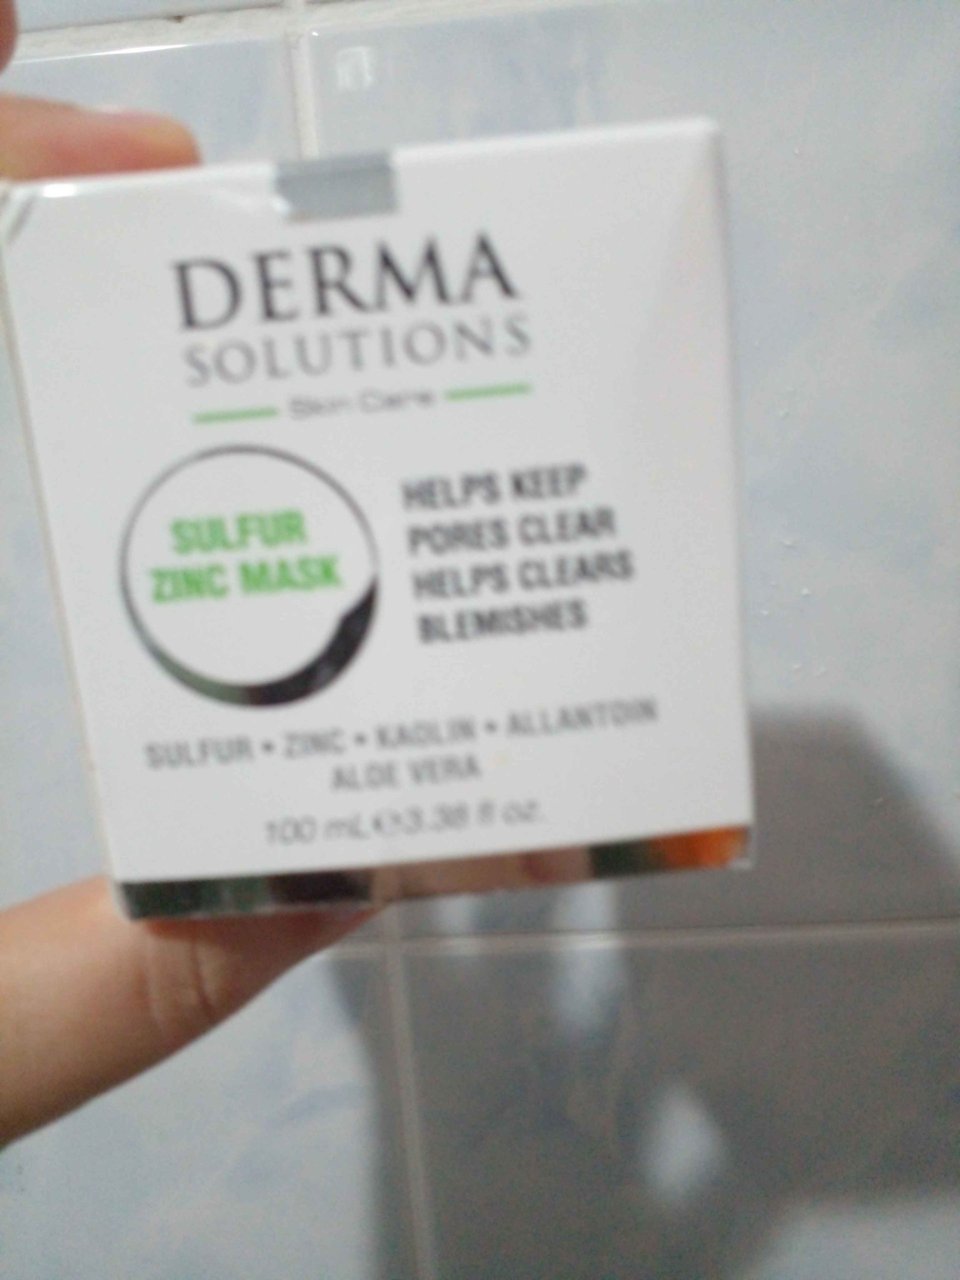 DERMA
SOLUTIONS
Skin Care
SULFUR
ZINC MASK
HELPS KEEP
PORES CLEAR
HELPS CLEARS
BLEMISHES
SULFUR • ZINC • KAOLIN • ALLANTOIN
ALOE VERA
100 mL ℮ 3.38 fl oz.